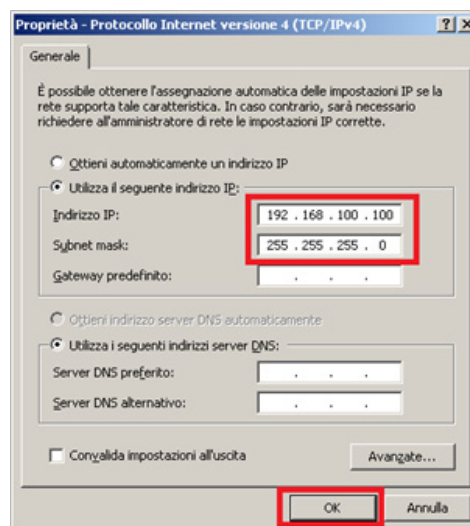 Proprietà - Protocollo Internet versione 4 (TCP/IPv4)
Generale
È possibile ottenere l'assegnazione automatica delle impostazioni IP se la
rete supporta tale caratteristica. In caso contrario, sarà necessario
richiedere all'amministratore di rete le impostazioni IP corrette.
Ottieni automaticamente un indirizzo IP
Utilizza il seguente indirizzo IP:
Indirizzo IP: 192 . 168 . 100 . 100
Subnet mask: 255 . 255 . 255 . 0
Gateway predefinito: . . .
Ottieni indirizzo server DNS automaticamente
Utilizza i seguenti indirizzi server DNS:
Server DNS preferito: . . .
Server DNS alternativo: . . .
Convalida impostazioni all'uscita
Avanzate...
OK
Annulla